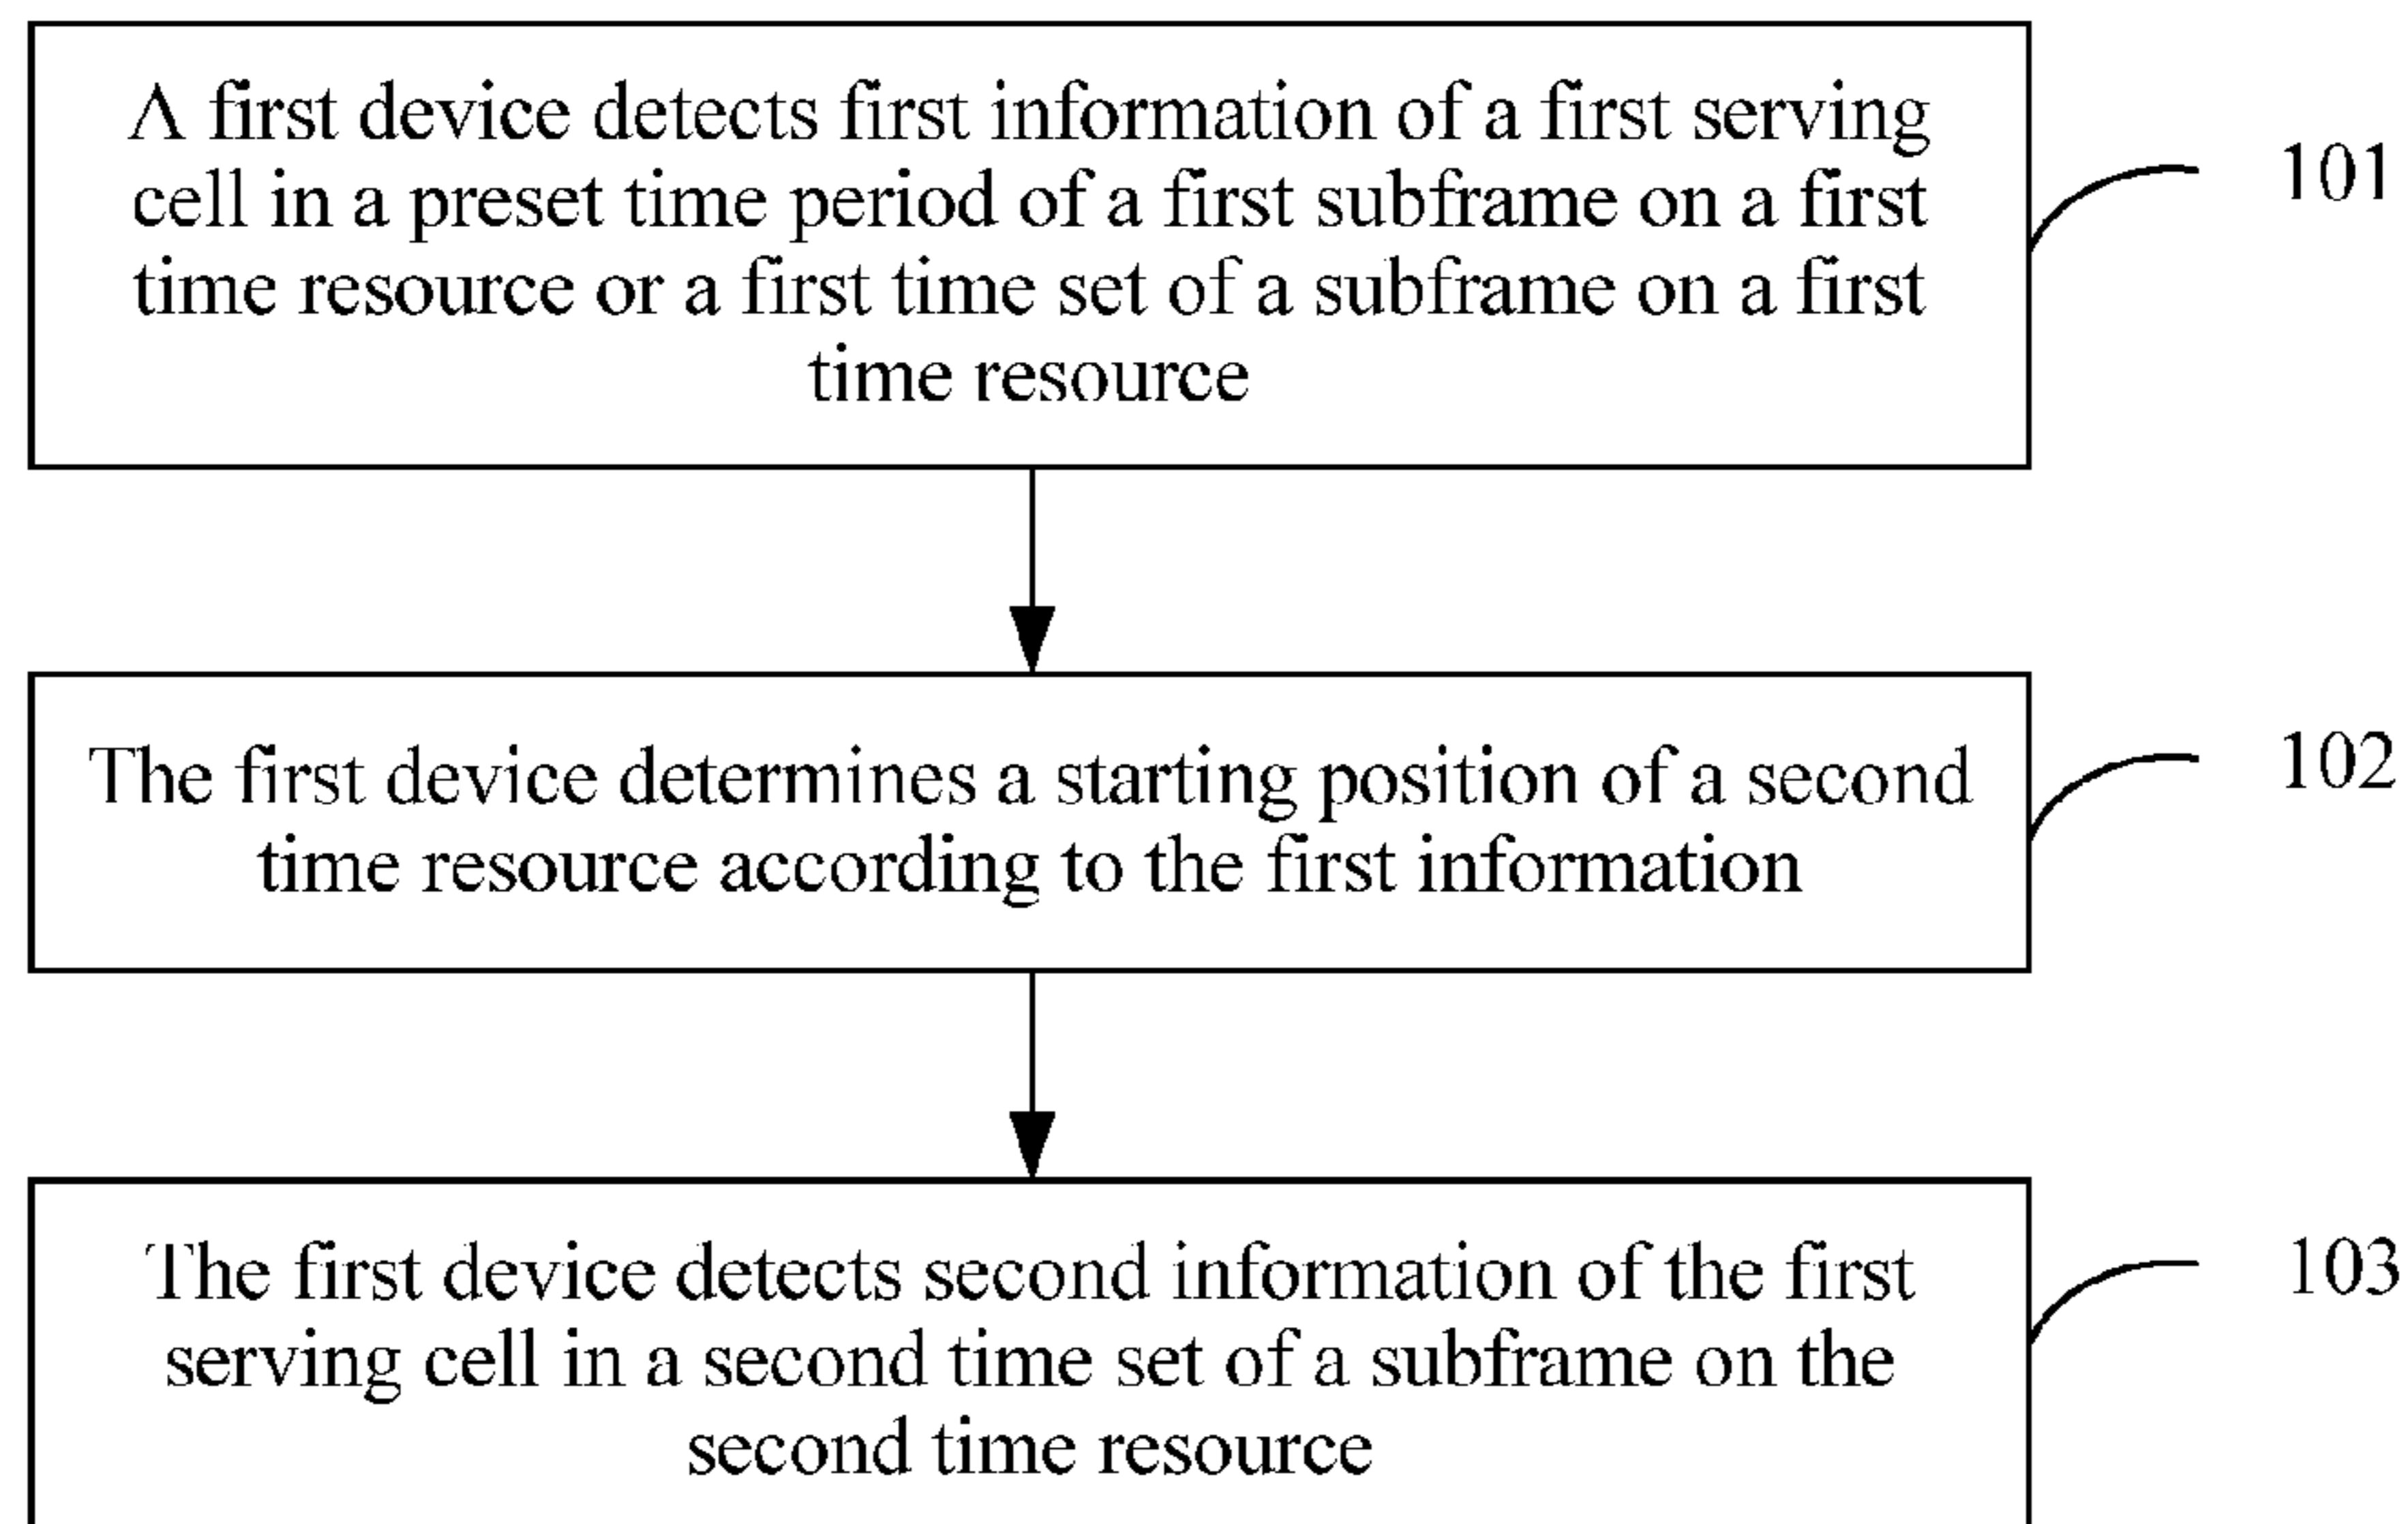 A first device detects first information of a first serving
cell in a preset time period of a first subframe on a first
time resource or a first time set of a subframe on a first
time resource
101
The first device determines a starting position of a second
time resource according to the first information
102
The first device detects second information of the first
serving cell in a second time set of a subframe on the
second time resource
103